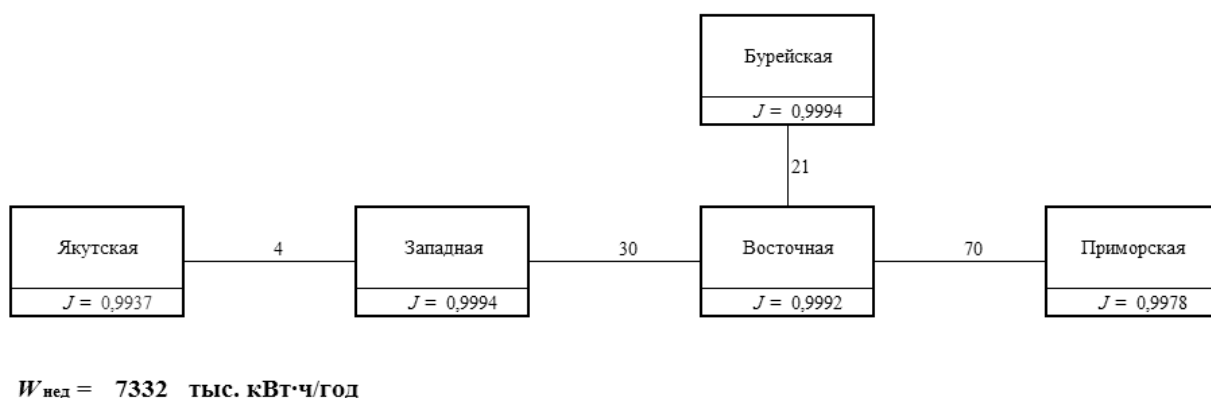 Бурейская
J = 0,9994
21
Якутская
4
Западная
30
Восточная
70
Приморская
J = 0,9937
J = 0,9994
J = 0,9992
J = 0,9978
Wнед = 7332 тыс. кВт·ч/год